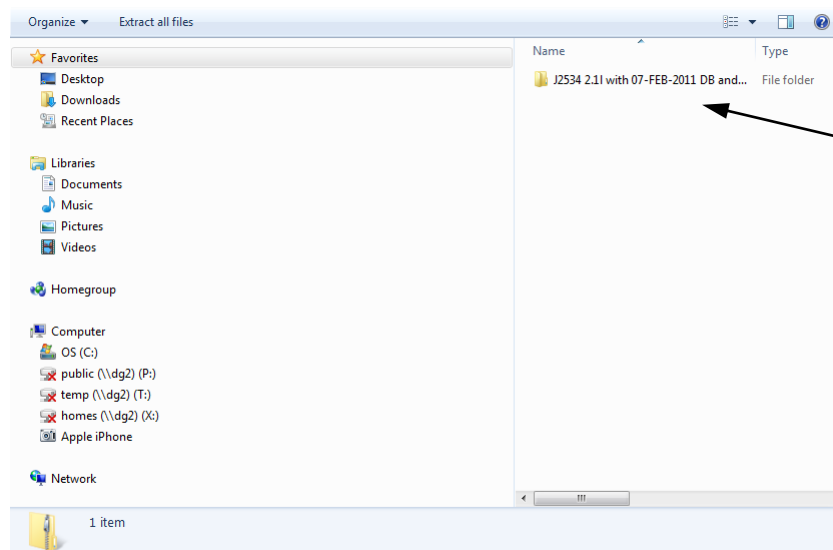 Organize Extract all files
Favorites
Desktop
Downloads
Recent Places
Libraries
Documents
Music
Pictures
Videos
Homegroup
Computer
OS (C:)
public (\\dg2) (P:)
temp (\\dg2) (T:)
homes (\\dg2) (X:)
Apple iPhone
Network
Name Type
J2534 2.1I with 07-FEB-2011 DB and... File folder
1 item